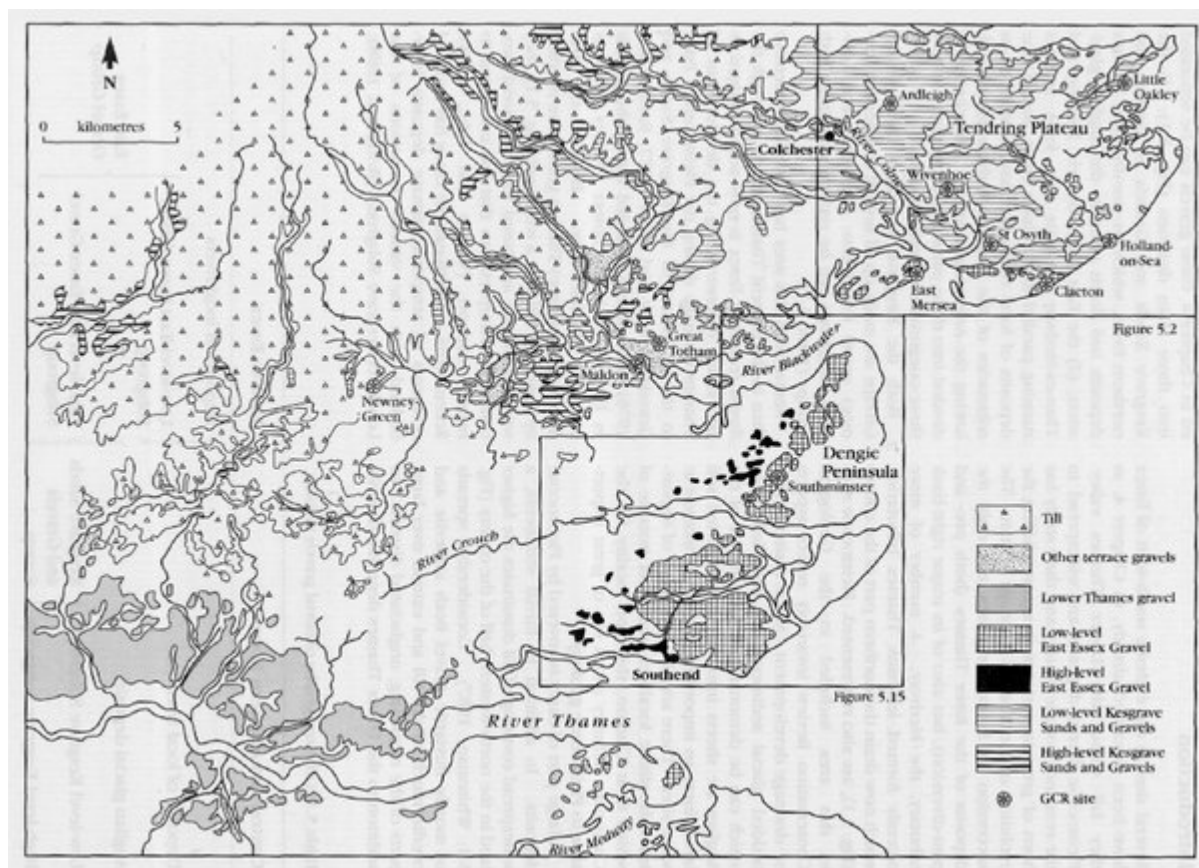 N
0 kilometres 5
Ardleigh
Little
Oakley
Colchester
Tendring Plateau
River Colne
Wivenhoe
St Osyth
Holland-
on-Sea
East
Mersea
Clacton
Figure 5.2
Great
Totham
Maldon
River Blackwater
Newney
Green
Dengie
Peninsula
Southminster
River Crouch
Southend
Figure 5.15
River Thames
River Medway
Till
Other terrace gravels
Lower Thames gravel
Low-level
East Essex Gravel
High-level
East Essex Gravel
Low-level Kesgrave
Sands and Gravels
High-level Kesgrave
Sands and Gravels
GCR site